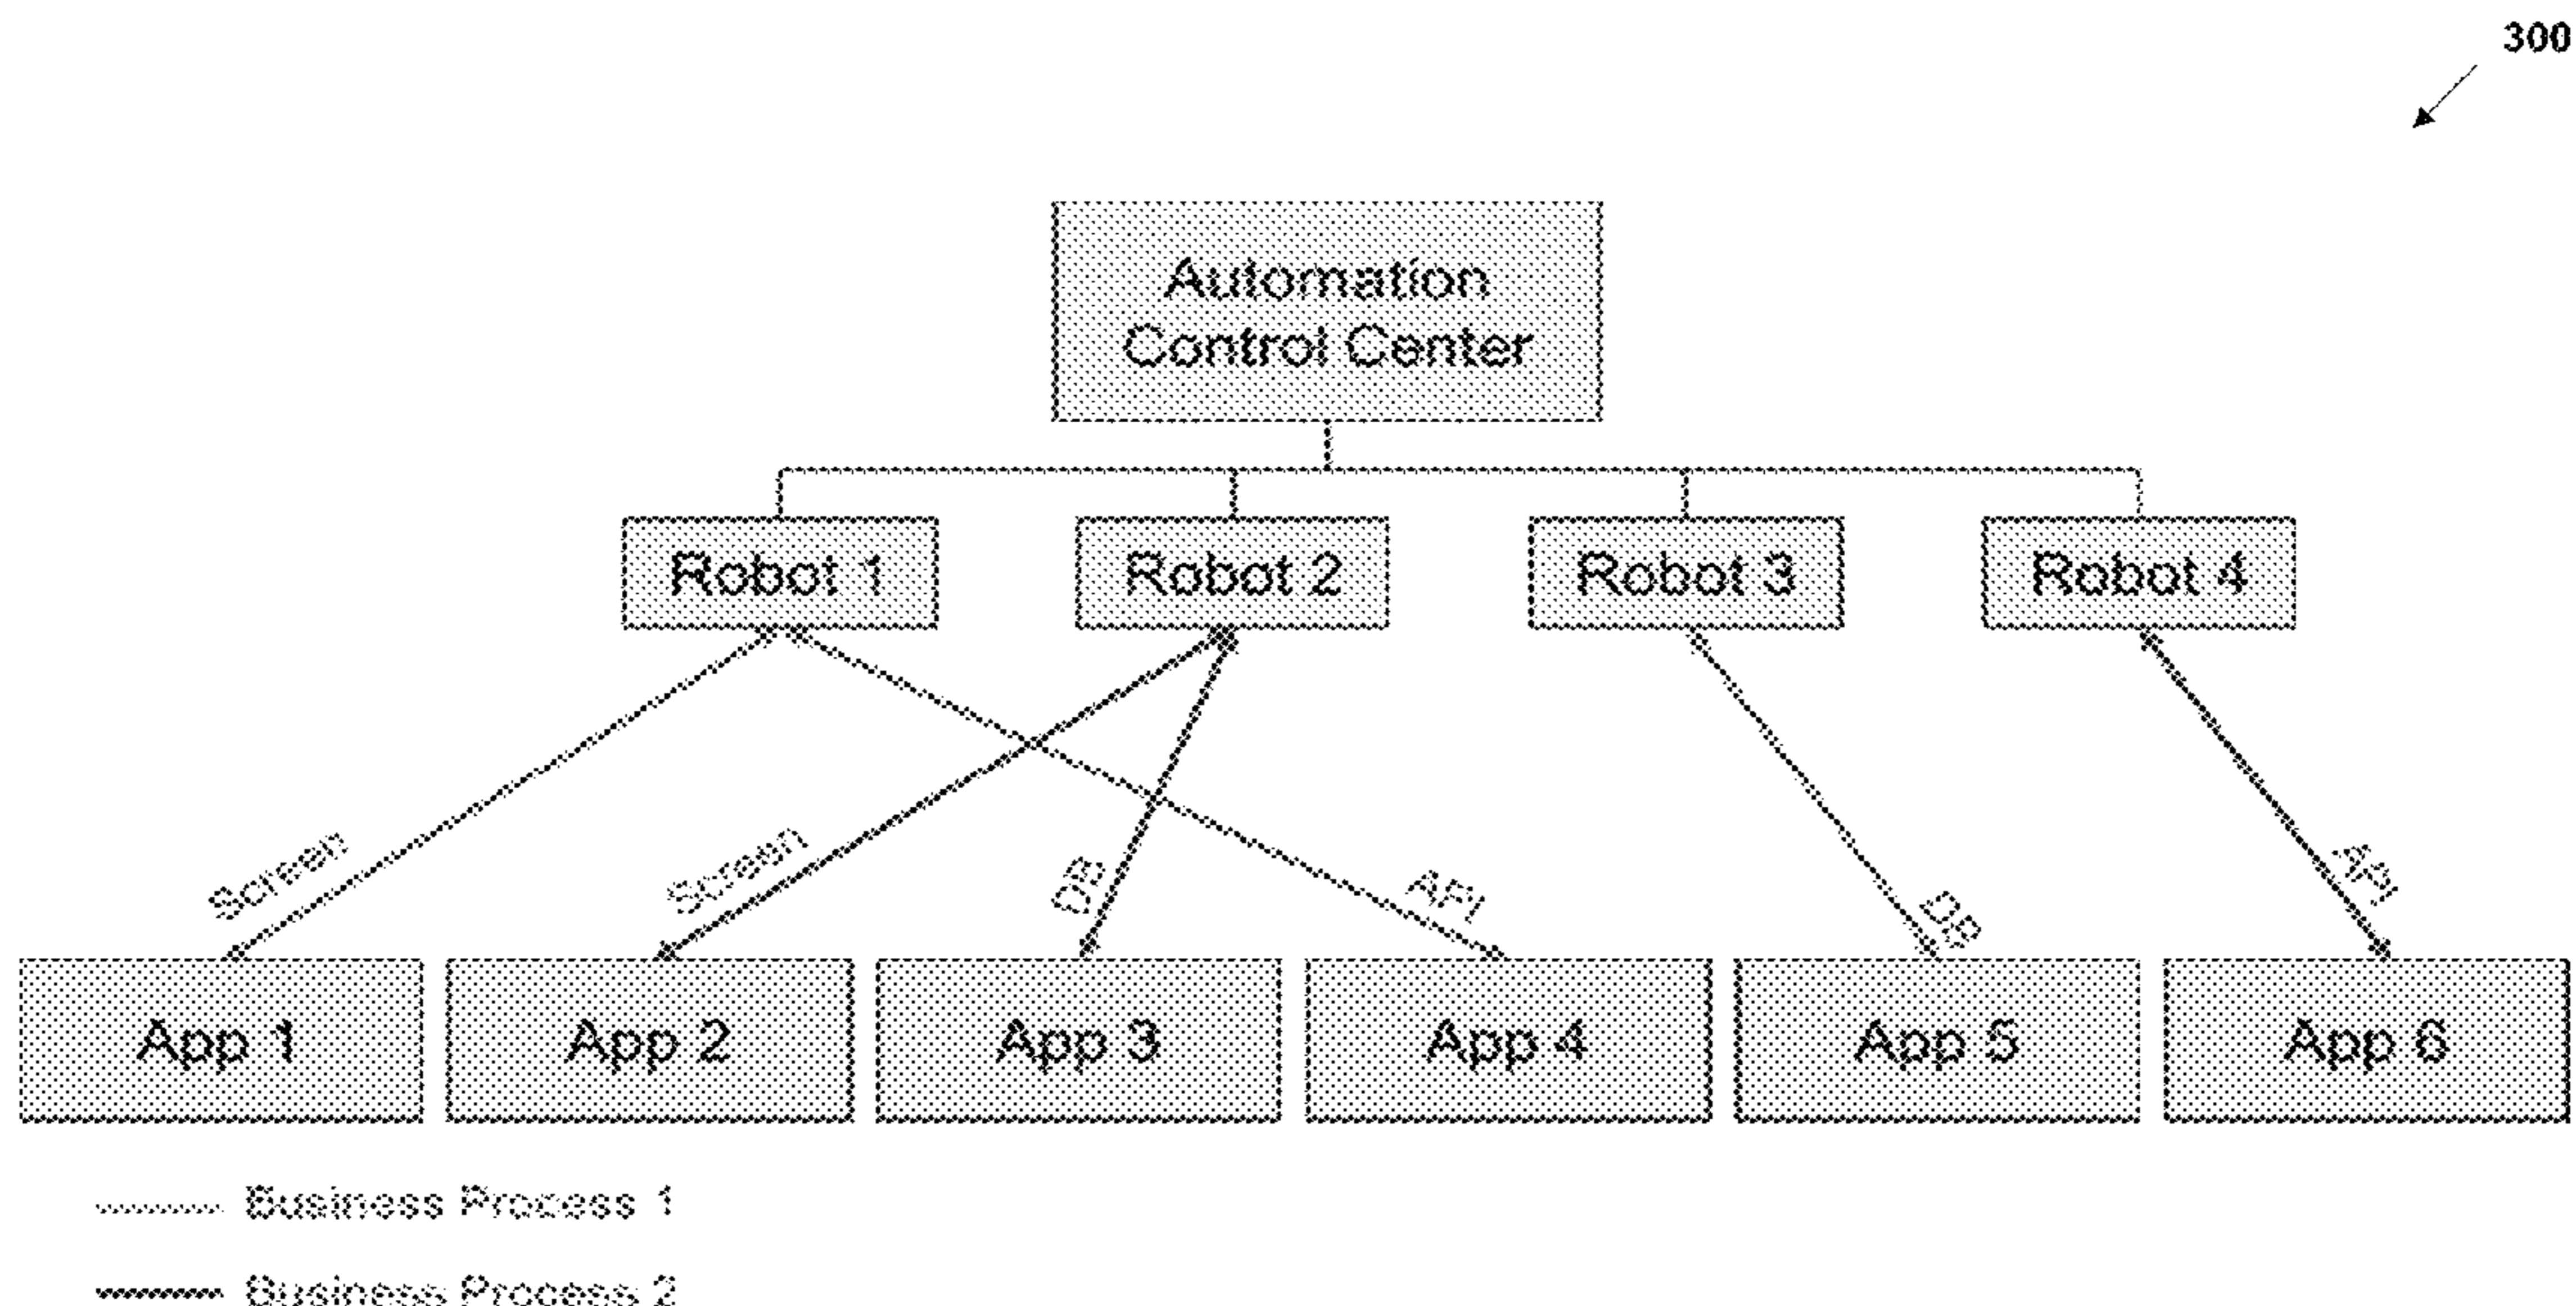 300
Automation
Control Center
Robot 1
Robot 2
Robot 3
Robot 4
Screen
Screen
DB
API
DB
API
App 1
App 2
App 3
App 4
App 5
App 6
Business Process 1
Business Process 2